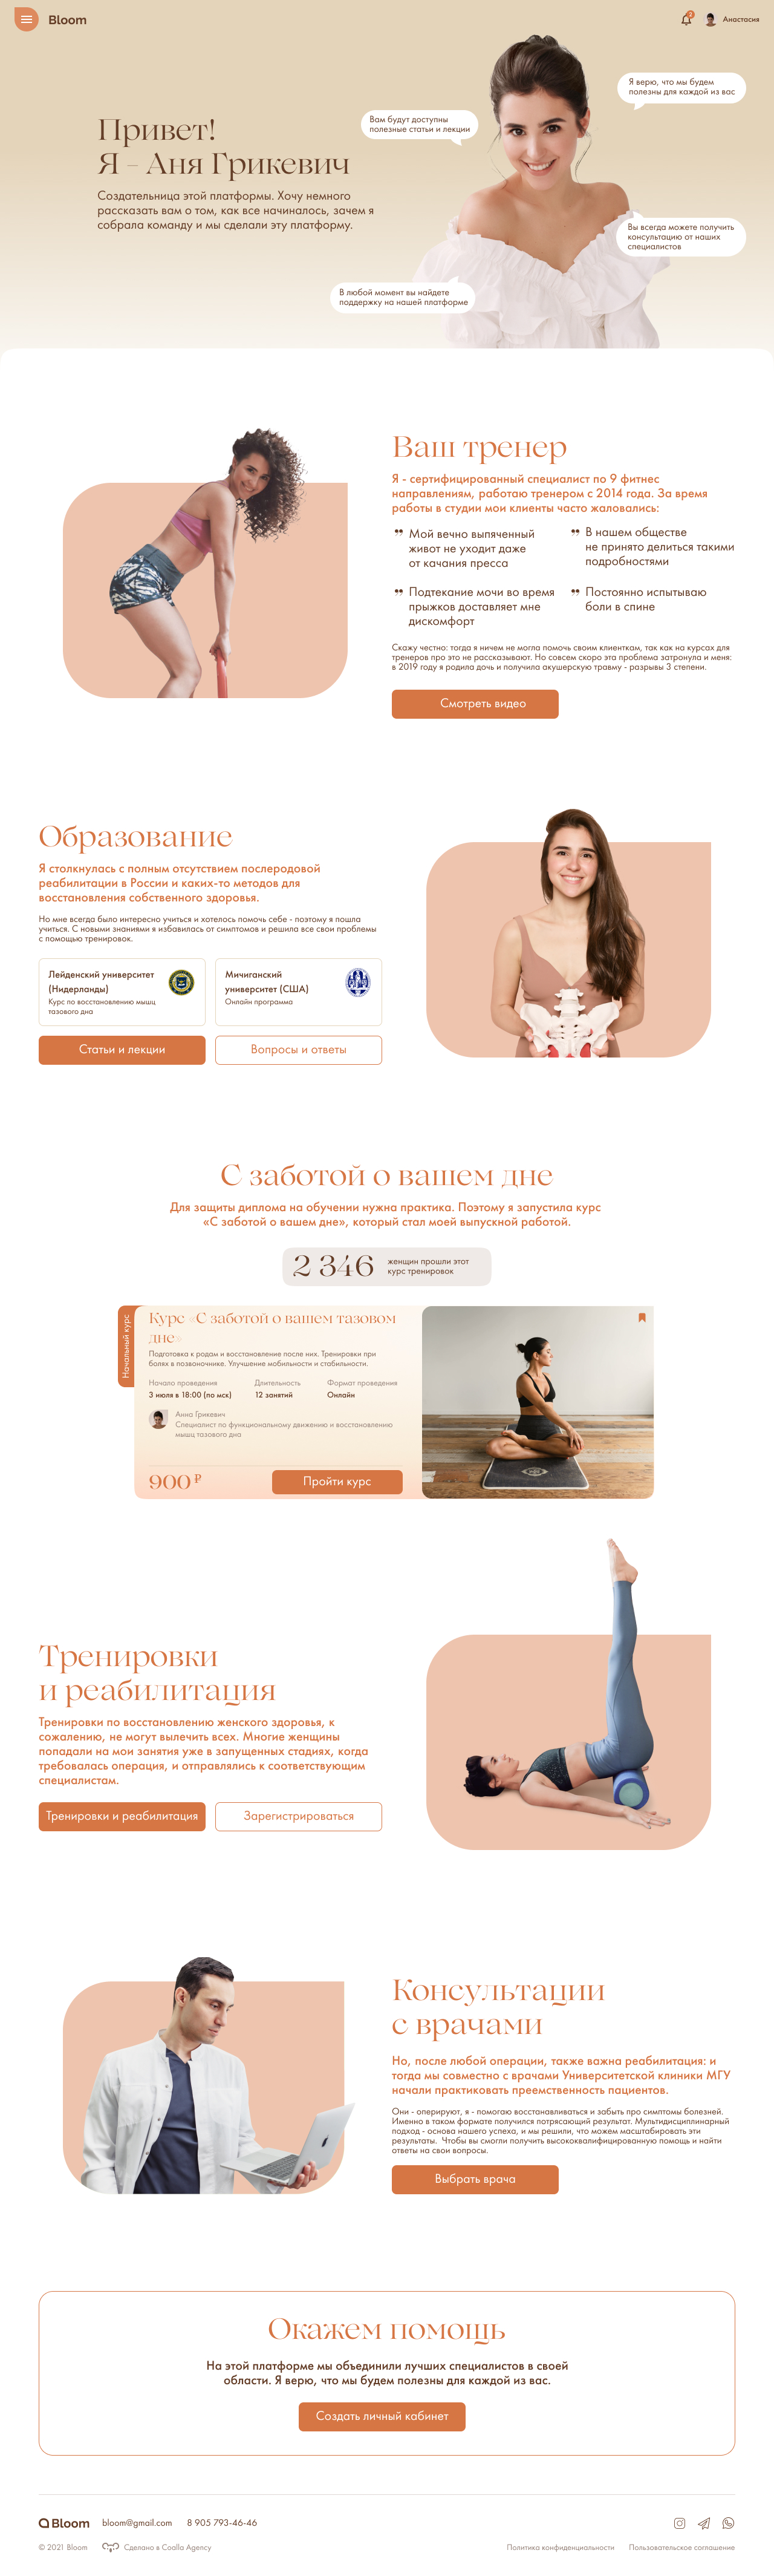 Bloom
2
Анастасия
Привет!
Я – Аня Грикевич
Создательница этой платформы. Хочу немного
рассказать вам о том, как все начиналось, зачем я
собрала команду и мы сделали эту платформу.
Я верю, что мы будем
полезны для каждой из вас
Вам будут доступны
полезные статьи и лекции
Вы всегда можете получить
консультацию от наших
специалистов
В любой момент вы найдете
поддержку на нашей платформе
Ваш тренер
Я - сертифицированный специалист по 9 фитнес
направлениям, работаю тренером с 2014 года. За время
работы в студии мои клиенты часто жаловались:
Мой вечно выпяченный
живот не уходит даже
от качания пресса
В нашем обществе
не принято делиться такими
подробностями
Подтекание мочи во время
прыжков доставляет мне
дискомфорт
Постоянно испытываю
боли в спине
Скажу честно: тогда я ничем не могла помочь своим клиенткам, так как на курсах для
тренеров про это не рассказывают. Но совсем скоро эта проблема затронула и меня:
в 2019 году я родила дочь и получила акушерскую травму - разрывы 3 степени.
Смотреть видео
Образование
Я столкнулась с полным отсутствием послеродовой
реабилитации в России и каких-то методов для
восстановления собственного здоровья.
Но мне всегда было интересно учиться и хотелось помочь себе - поэтому я пошла
учиться. С новыми знаниями я избавилась от симптомов и решила все свои проблемы
с помощью тренировок.
Лейденский университет
(Нидерланды)
Курс по восстановлению мышц
тазового дна
Мичиганский
университет (США)
Онлайн программа
Статьи и лекции
Вопросы и ответы
С заботой о вашем дне
Для защиты диплома на обучении нужна практика. Поэтому я запустила курс
«С заботой о вашем дне», который стал моей выпускной работой.
2 346
женщин прошли этот
курс тренировок
Начальный курс
Курс «С заботой о вашем тазовом
дне»
Подготовка к родам и восстановление после них. Тренировки при
болях в позвоночнике. Улучшение мобильности и стабильности.
Начало проведения
Длительность
Формат проведения
3 июля в 18:00 (по мск)
12 занятий
Онлайн
Анна Грикевич
Специалист по функциональному движению и восстановлению
мышц тазового дна
900 ₽
Пройти курс
Тренировки
и реабилитация
Тренировки по восстановлению женского здоровья, к
сожалению, не могут вылечить всех. Многие женщины
попадали на мои занятия уже в запущенных стадиях, когда
требовалась операция, и отправлялись к соответствующим
специалистам.
Тренировки и реабилитация
Зарегистрироваться
Консультации
с врачами
Но, после любой операции, также важна реабилитация: и
тогда мы совместно с врачами Университетской клиники МГУ
начали практиковать преемственность пациентов.
Они - оперируют, я - помогаю восстанавливаться и забыть про симптомы болезней.
Именно в таком формате получился потрясающий результат. Мультидисциплинарный
подход - основа нашего успеха, и мы решили, что можем масштабировать эти
результаты. Чтобы вы смогли получить высококвалифицированную помощь и найти
ответы на свои вопросы.
Выбрать врача
Окажем помощь
На этой платформе мы объединили лучших специалистов в своей
области. Я верю, что мы будем полезны для каждой из вас.
Создать личный кабинет
Bloom
bloom@gmail.com
8 905 793-46-46
© 2021 Bloom
Сделано в Coalla Agency
Политика конфиденциальности
Пользовательское соглашение